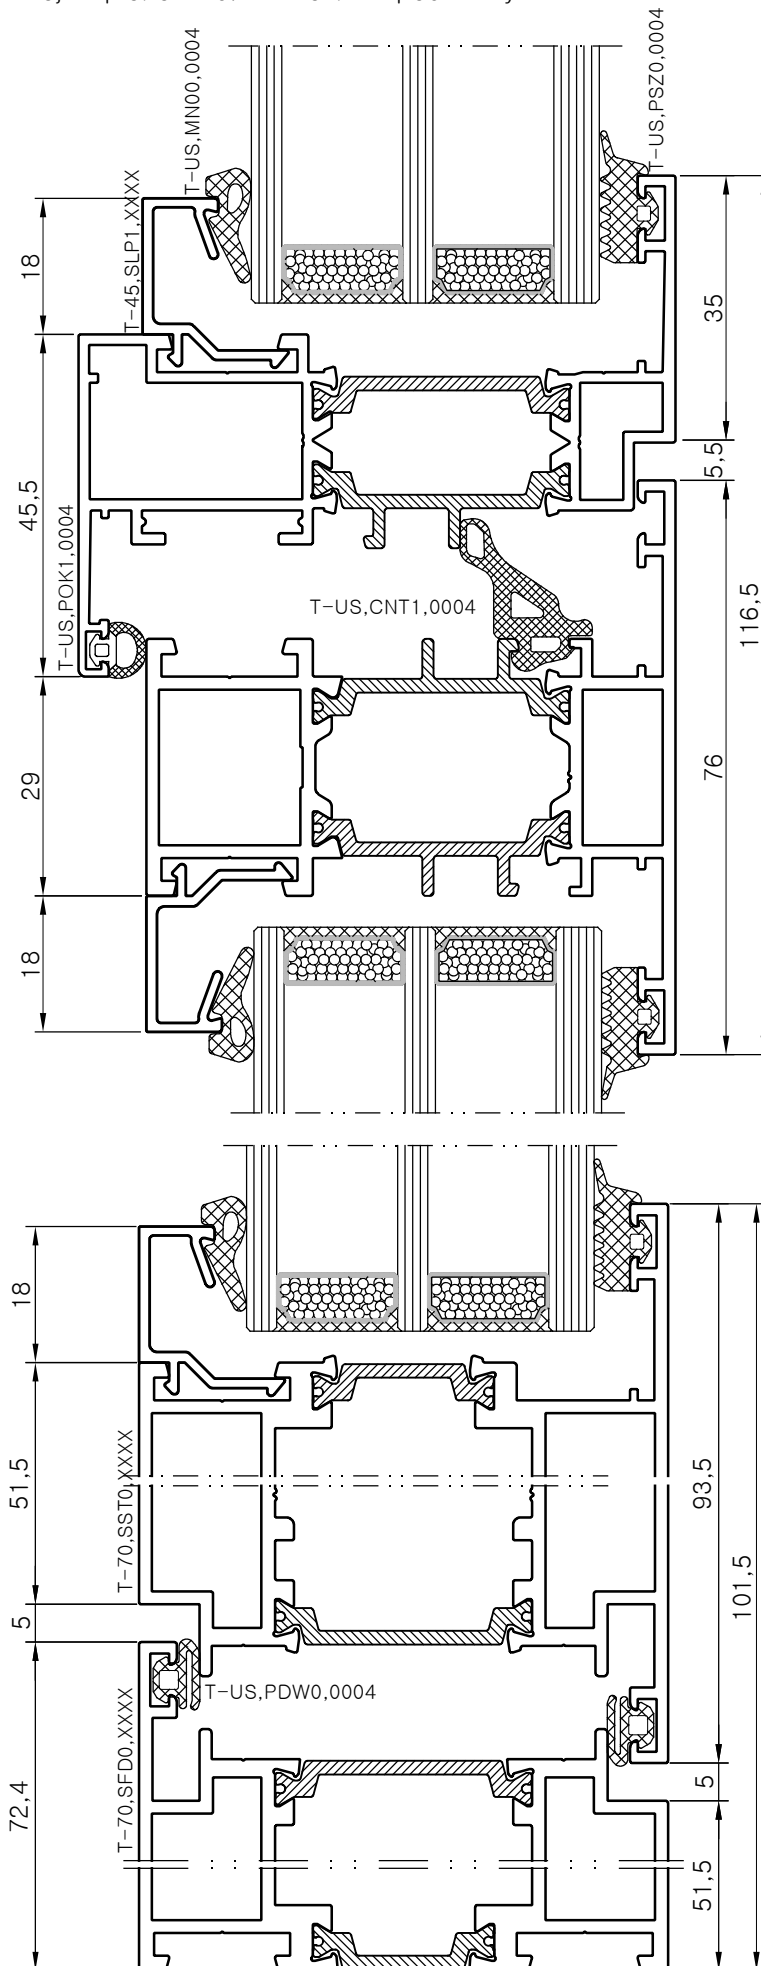 T-US,MN00,0004
T-US,PSZ0,0004
T-45,SLP1,XXXX
18
35
5,5
45,5
T-US,POK1,0004
T-US,CNT1,0004
116,5
29
76
18
18
51,5
T-70,SST0,XXXX
93,5
101,5
5
T-US,PDW0,0004
T-70,SFD0,XXXX
72,4
5
51,5